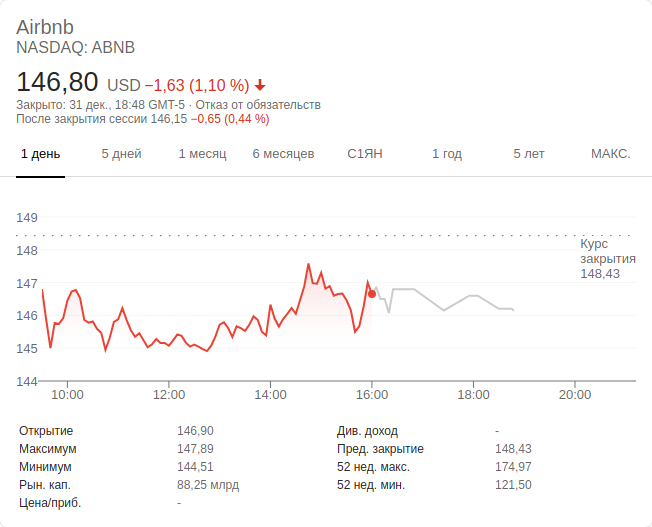 Airbnb
NASDAQ: ABNB
146,80 USD −1,63 (1,10 %)
Закрыто: 31 дек., 18:48 GMT-5 · Отказ от обязательств
После закрытия сессии 146,15 −0,65 (0,44 %)
1 день 5 дней 1 месяц 6 месяцев С1ЯН 1 год 5 лет МАКС.
149
Курс
закрытия
148,43
148
147
146
145
144
10:00 12:00 14:00 16:00 18:00 20:00
Открытие 146,90 Див. доход -
Максимум 147,89 Пред. закрытие 148,43
Минимум 144,51 52 нед. макс. 174,97
Рын. кап. 88,25 млрд 52 нед. мин. 121,50
Цена/приб. -